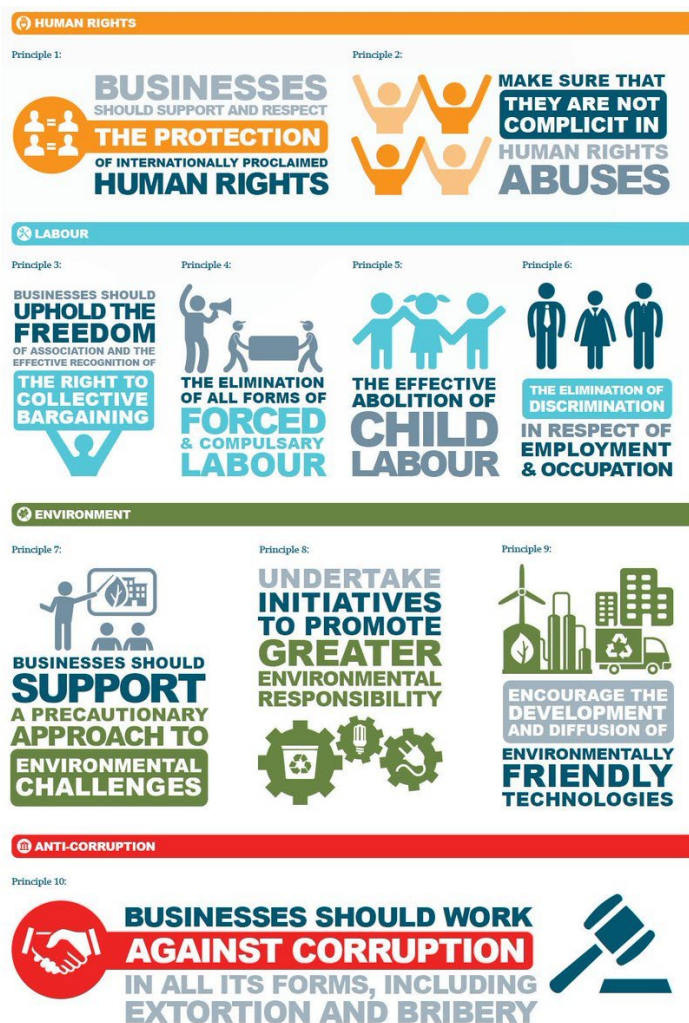 HUMAN RIGHTS
Principle 1:
BUSINESSES
SHOULD SUPPORT AND RESPECT
THE PROTECTION
OF INTERNATIONALLY PROCLAIMED
HUMAN RIGHTS
Principle 2:
MAKE SURE THAT
THEY ARE NOT
COMPLICIT IN
HUMAN RIGHTS
ABUSES
LABOUR
Principle 3:
BUSINESSES SHOULD
UPHOLD THE
FREEDOM
OF ASSOCIATION AND THE
EFFECTIVE RECOGNITION OF
THE RIGHT TO
COLLECTIVE
BARGAINING
Principle 4:
THE ELIMINATION
OF ALL FORMS OF
FORCED
& COMPULSARY
LABOUR
Principle 5:
THE EFFECTIVE
ABOLITION OF
CHILD
LABOUR
Principle 6:
THE ELIMINATION OF
DISCRIMINATION
IN RESPECT OF
EMPLOYMENT
& OCCUPATION
ENVIRONMENT
Principle 7:
BUSINESSES SHOULD
SUPPORT
A PRECAUTIONARY
APPROACH TO
ENVIRONMENTAL
CHALLENGES
Principle 8:
UNDERTAKE
INITIATIVES
TO PROMOTE
GREATER
ENVIRONMENTAL
RESPONSIBILITY
Principle 9:
ENCOURAGE THE
DEVELOPMENT
AND DIFFUSION OF
ENVIRONMENTALLY
FRIENDLY
TECHNOLOGIES
ANTI-CORRUPTION
Principle 10:
BUSINESSES SHOULD WORK
AGAINST CORRUPTION
IN ALL ITS FORMS, INCLUDING
EXTORTION AND BRIBERY